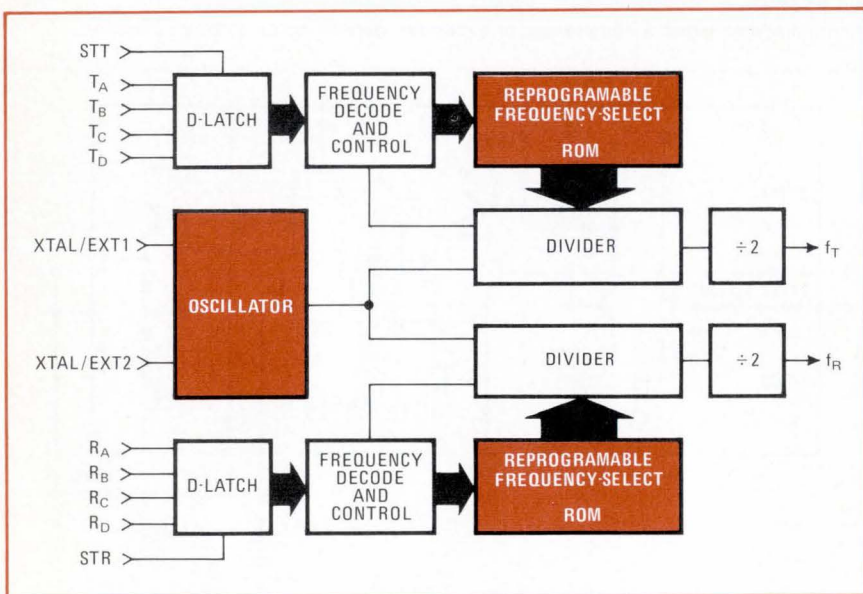 STT
T_A
T_B
T_C
T_D
D-LATCH
FREQUENCY
DECODE
AND
CONTROL
REPROGRAMABLE
FREQUENCY-SELECT
ROM
XTAL/EXT1
OSCILLATOR
DIVIDER
÷2
f_T
XTAL/EXT2
DIVIDER
÷2
f_R
R_A
R_B
R_C
R_D
STR
D-LATCH
FREQUENCY
DECODE
AND
CONTROL
REPROGRAMABLE
FREQUENCY-SELECT
ROM